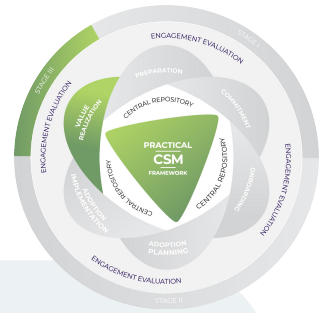 STAGE I
ENGAGEMENT EVALUATION
PREPARATION
COMMITMENT
CENTRAL REPOSITORY
STAGE III
ENGAGEMENT EVALUATION
VALUE
REALIZATION
PRACTICAL
CSM
FRAMEWORK
CENTRAL REPOSITORY
CENTRAL REPOSITORY
ONBOARDING
ENGAGEMENT EVALUATION
ADOPTION
IMPLEMENTATION
ADOPTION
PLANNING
ENGAGEMENT EVALUATION
STAGE II